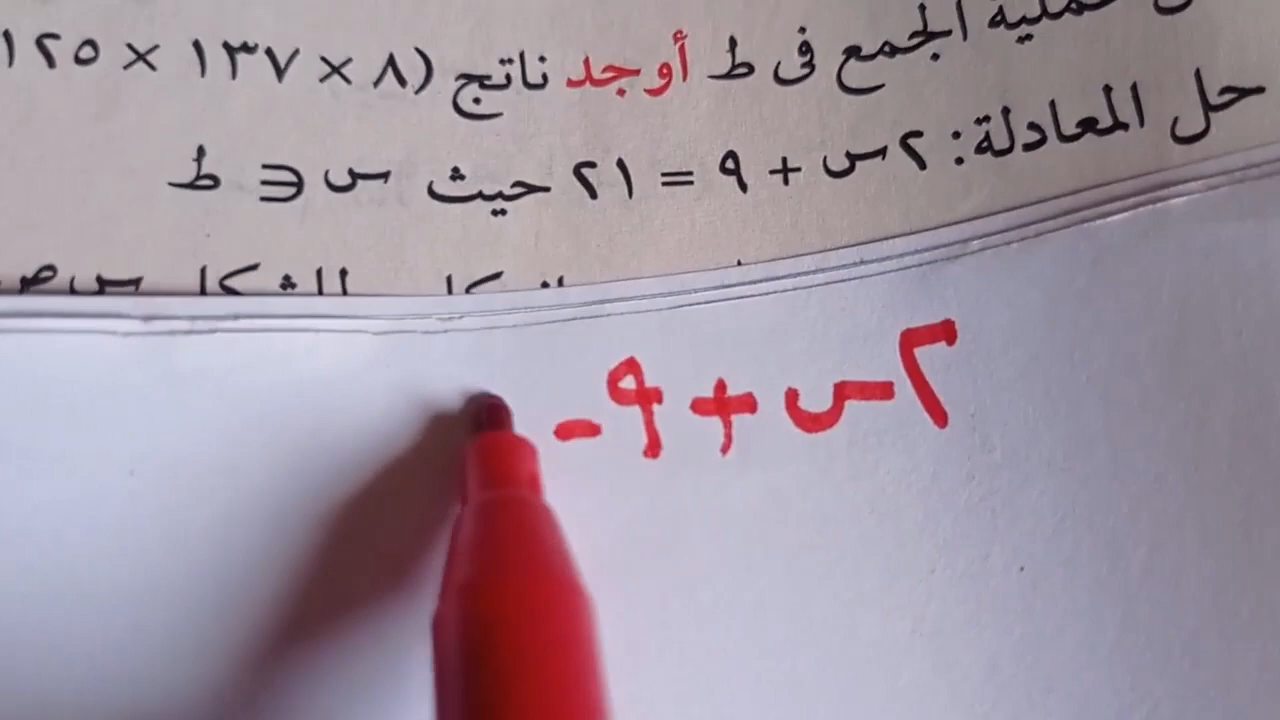 عملية الجمع فى ط أوجد ناتج (٨ × ١٣٧ × ١٢٥
حل المعادلة: ٢س + ٩ = ٢١ حيث س ∈ ط
٢س + ٩ -